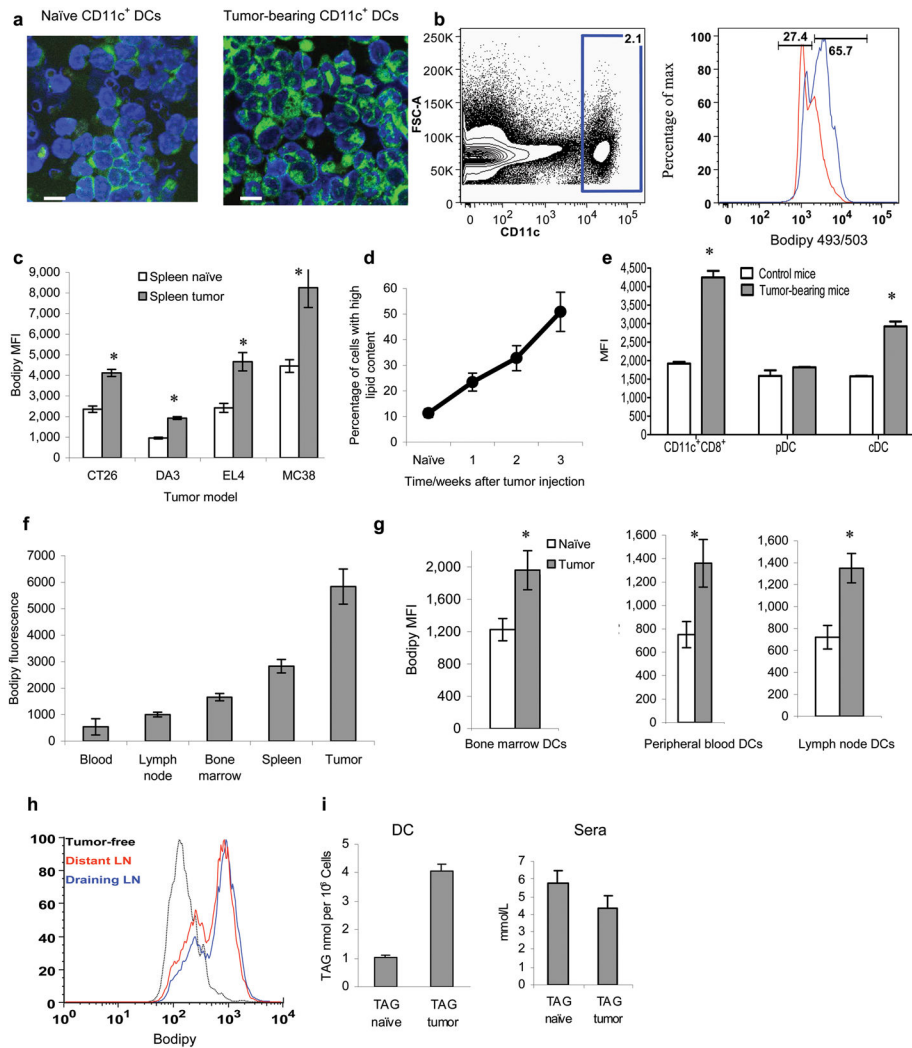 a
Naïve CD11c⁺ DCs
Tumor-bearing CD11c⁺ DCs
b
250K
200K
150K
100K
50K
FSC-A
2.1
0
10²
10³
10⁴
10⁵
CD11c
27.4
65.7
100
80
60
40
20
0
Percentage of max
0
10²
10³
10⁴
10⁵
Bodipy 493/503
c
9,000
8,000
7,000
6,000
5,000
4,000
3,000
2,000
1,000
0
Bodipy MFI
Spleen naïve
Spleen tumor
*
*
*
*
CT26
DA3
EL4
MC38
Tumor model
d
70
60
50
40
30
20
10
0
Percentage of cells with high
lipid content
Naïve
1
2
3
Time/weeks after tumor injection
e
4,500
4,000
3,500
3,000
2,500
2,000
1,500
1,000
500
0
MFI
Control mice
Tumor-bearing mice
*
*
CD11c⁺CD8⁺
pDC
cDC
f
7000
6000
5000
4000
3000
2000
1000
0
Bodipy fluorescence
Blood
Lymph
node
Bone
marrow
Spleen
Tumor
g
2,000
1,600
1,200
800
400
0
Bodipy MFI
*
Naïve
Tumor
Bone marrow DCs
1,600
1,400
1,200
1,000
800
600
400
200
0
*
Peripheral blood DCs
1,600
1,400
1,200
1,000
800
600
400
200
0
*
Lymph node DCs
h
100
80
60
40
20
0
Tumor-free
Distant LN
Draining LN
10⁰
10¹
10²
10³
10⁴
Bodipy
i
DC
5
4
3
2
1
0
TAG nmol per 10⁶ Cells
TAG
naïve
TAG
tumor
Sera
7
6
5
4
3
2
1
0
mmol/L
TAG
naïve
TAG
tumor